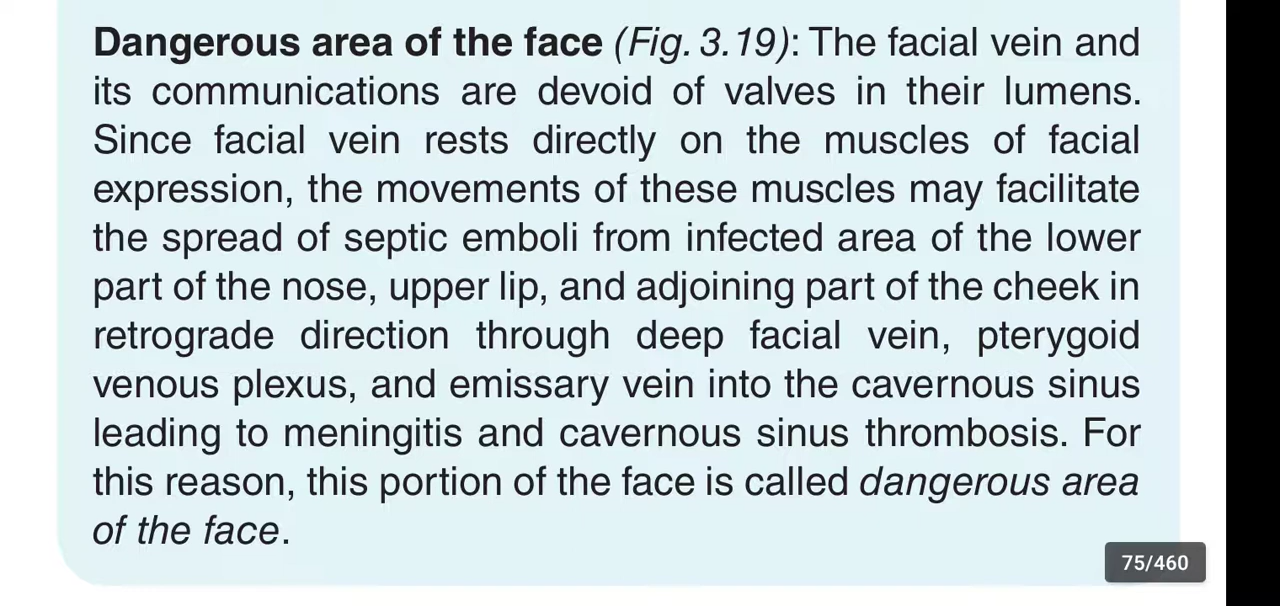 Dangerous area of the face (Fig. 3.19): The facial vein and
its communications are devoid of valves in their lumens.
Since facial vein rests directly on the muscles of facial
expression, the movements of these muscles may facilitate
the spread of septic emboli from infected area of the lower
part of the nose, upper lip, and adjoining part of the cheek in
retrograde direction through deep facial vein, pterygoid
venous plexus, and emissary vein into the cavernous sinus
leading to meningitis and cavernous sinus thrombosis. For
this reason, this portion of the face is called dangerous area
of the face.
75/460